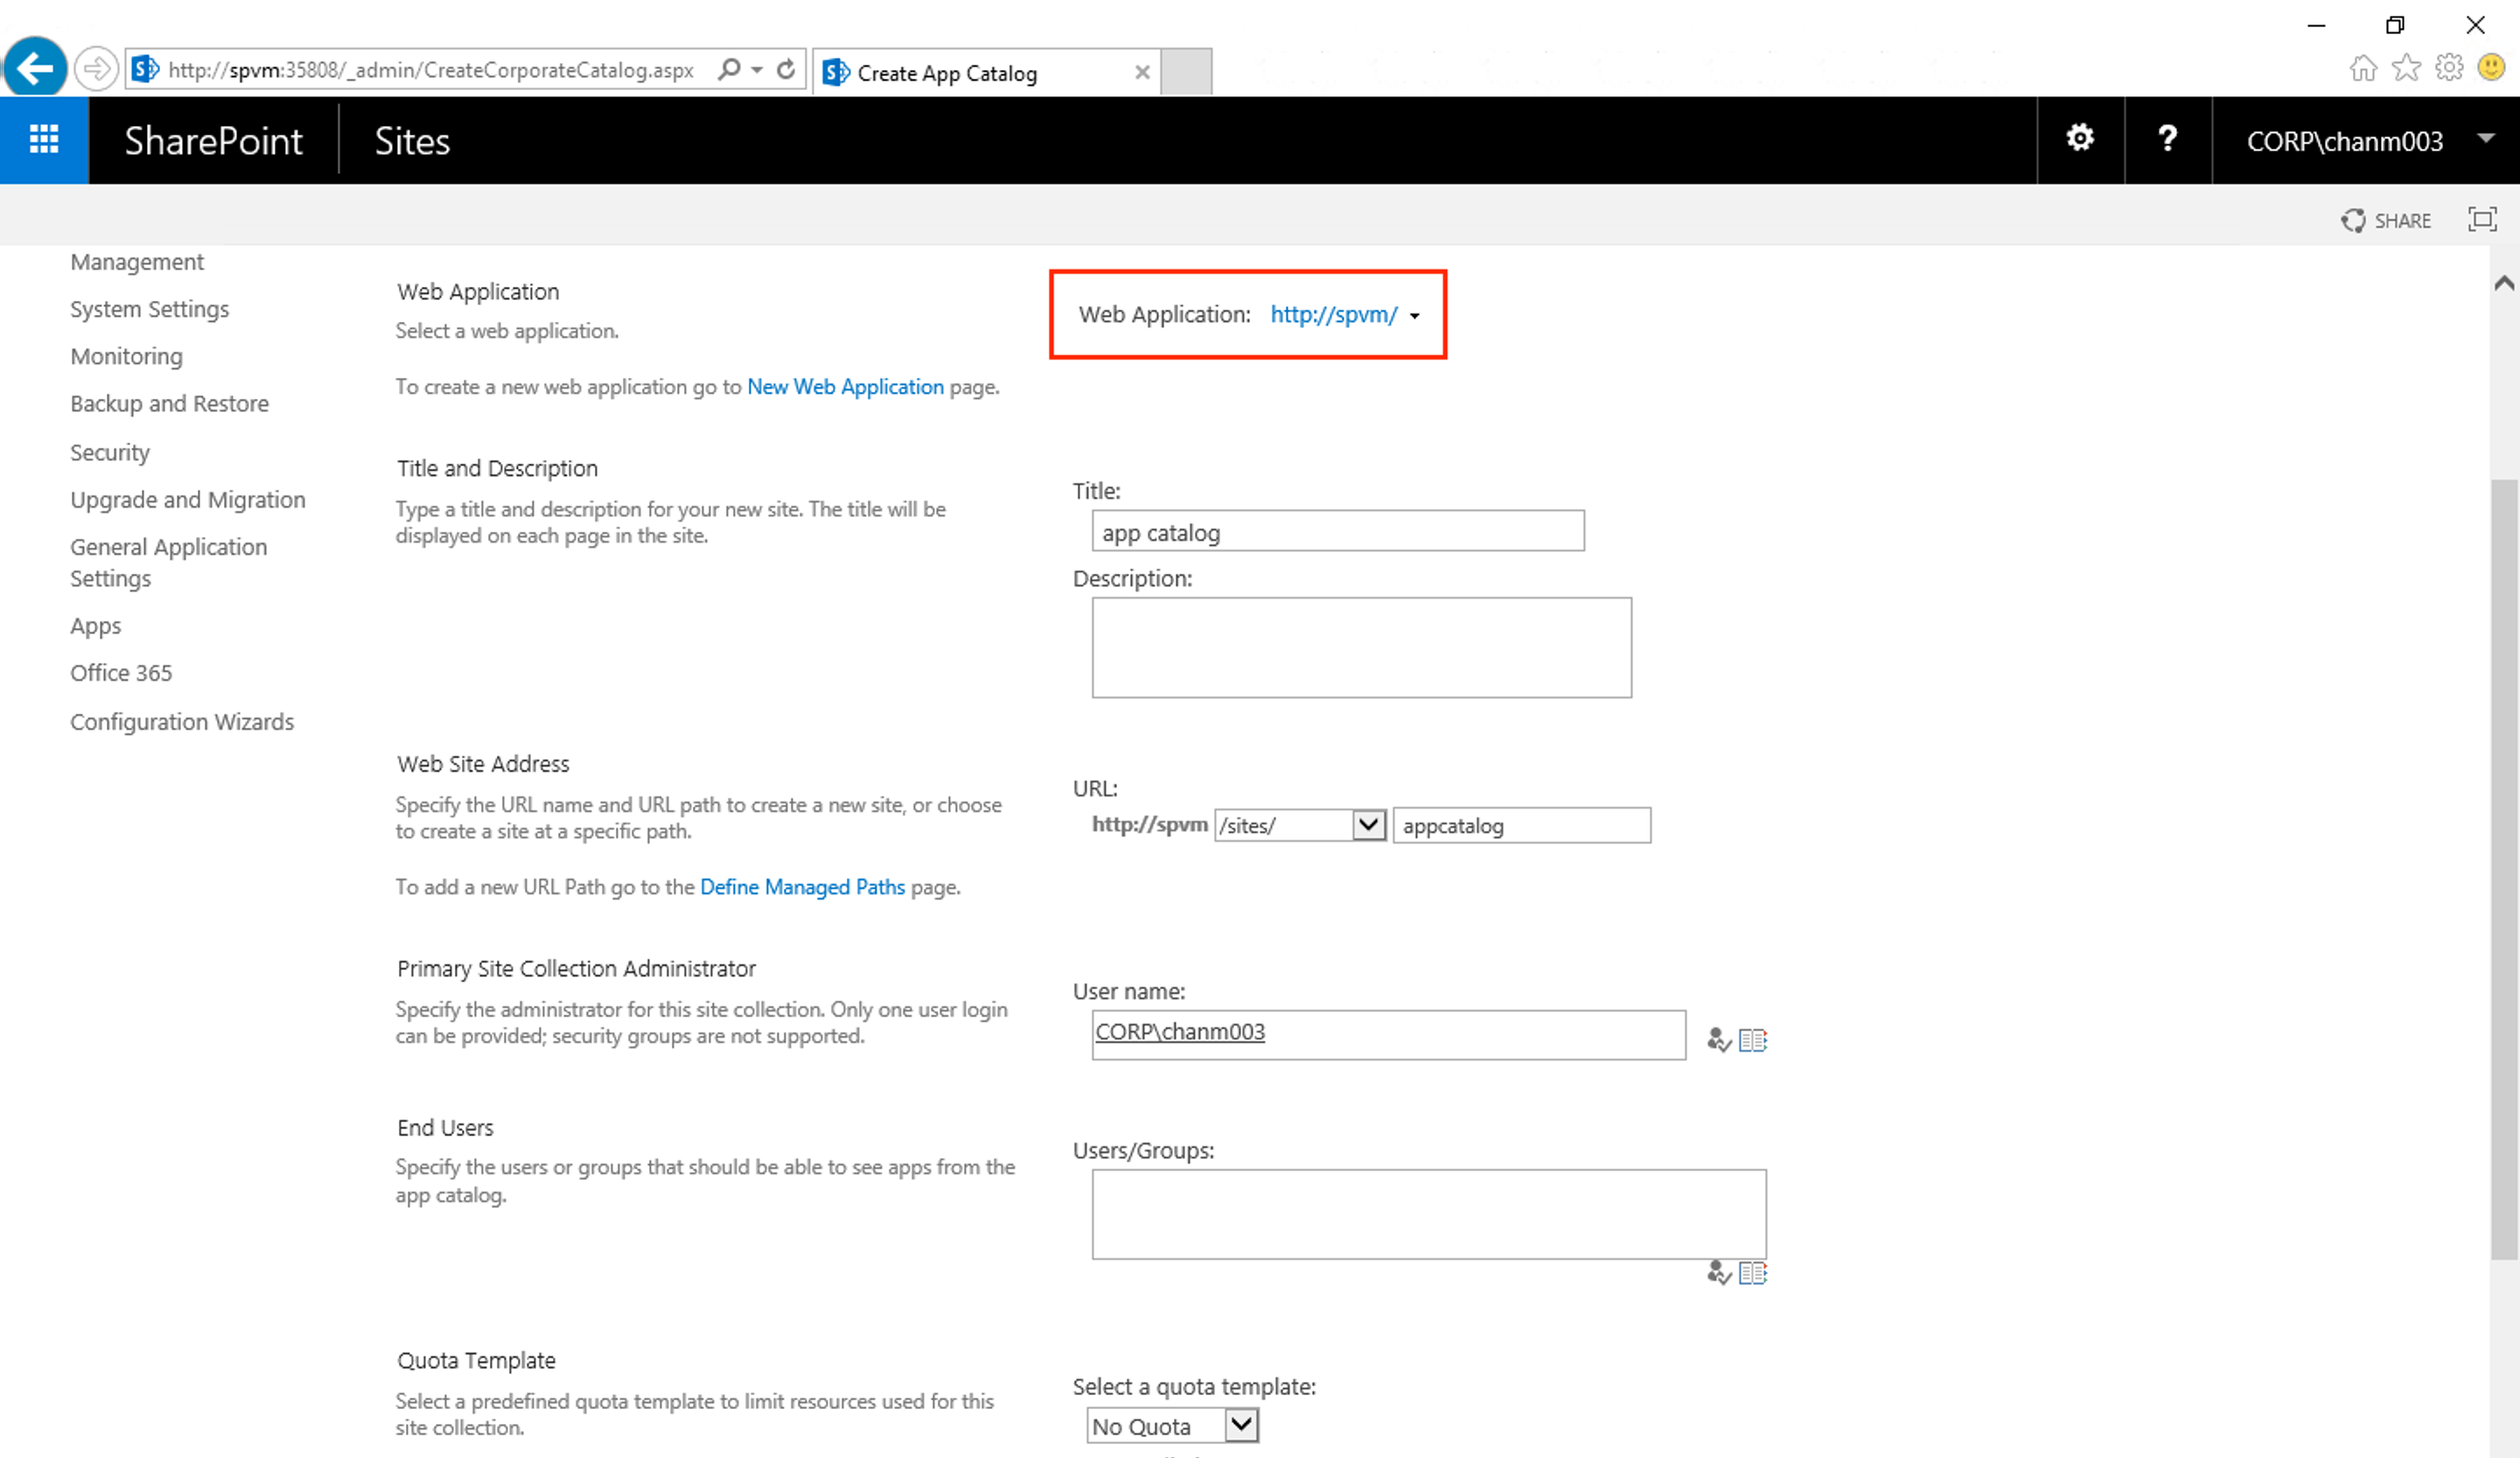 http://spvm:35808/_admin/CreateCorporateCatalog.aspx
Create App Catalog
SharePoint
Sites
?
CORP\chanm003
SHARE
Management
System Settings
Monitoring
Backup and Restore
Security
Upgrade and Migration
General Application
Settings
Apps
Office 365
Configuration Wizards
Web Application
Select a web application.
To create a new web application go to New Web Application page.
Web Application: http://spvm/
Title and Description
Type a title and description for your new site. The title will be
displayed on each page in the site.
Title:
app catalog
Description:
Web Site Address
Specify the URL name and URL path to create a new site, or choose
to create a site at a specific path.
To add a new URL Path go to the Define Managed Paths page.
URL:
http://spvm /sites/ appcatalog
Primary Site Collection Administrator
Specify the administrator for this site collection. Only one user login
can be provided; security groups are not supported.
User name:
CORP\chanm003
End Users
Specify the users or groups that should be able to see apps from the
app catalog.
Users/Groups:
Quota Template
Select a predefined quota template to limit resources used for this
site collection.
Select a quota template:
No Quota